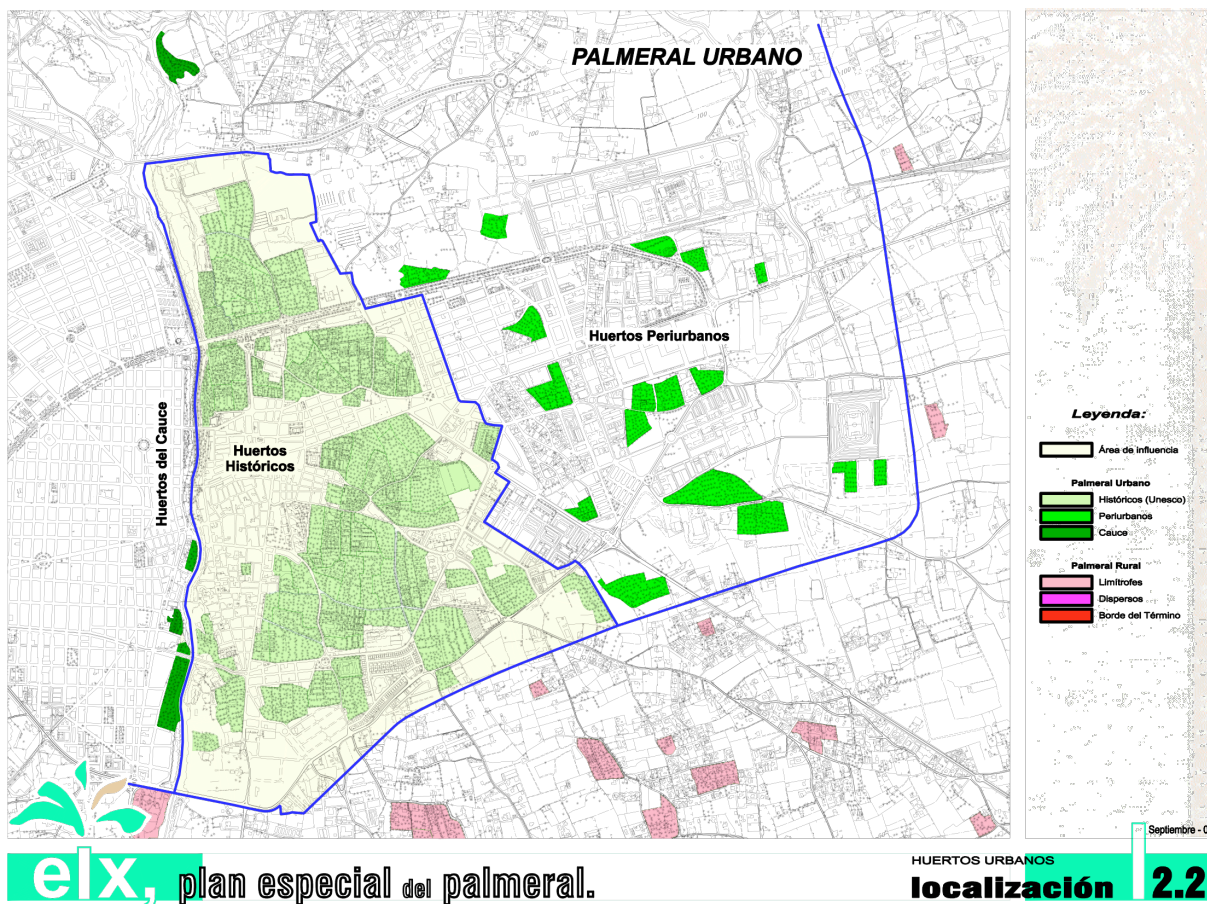 PALMERAL URBANO
Huertos Periurbanos
Huertos del Cauce
Huertos
Históricos
Leyenda:
Área de influencia
Palmeral Urbano
Históricos (Unesco)
Periurbanos
Cauce
Palmeral Rural
Limítrofes
Dispersos
Borde del Término
Septiembre - 0
elx, plan especial del palmeral.
HUERTOS URBANOS
localización 2.2